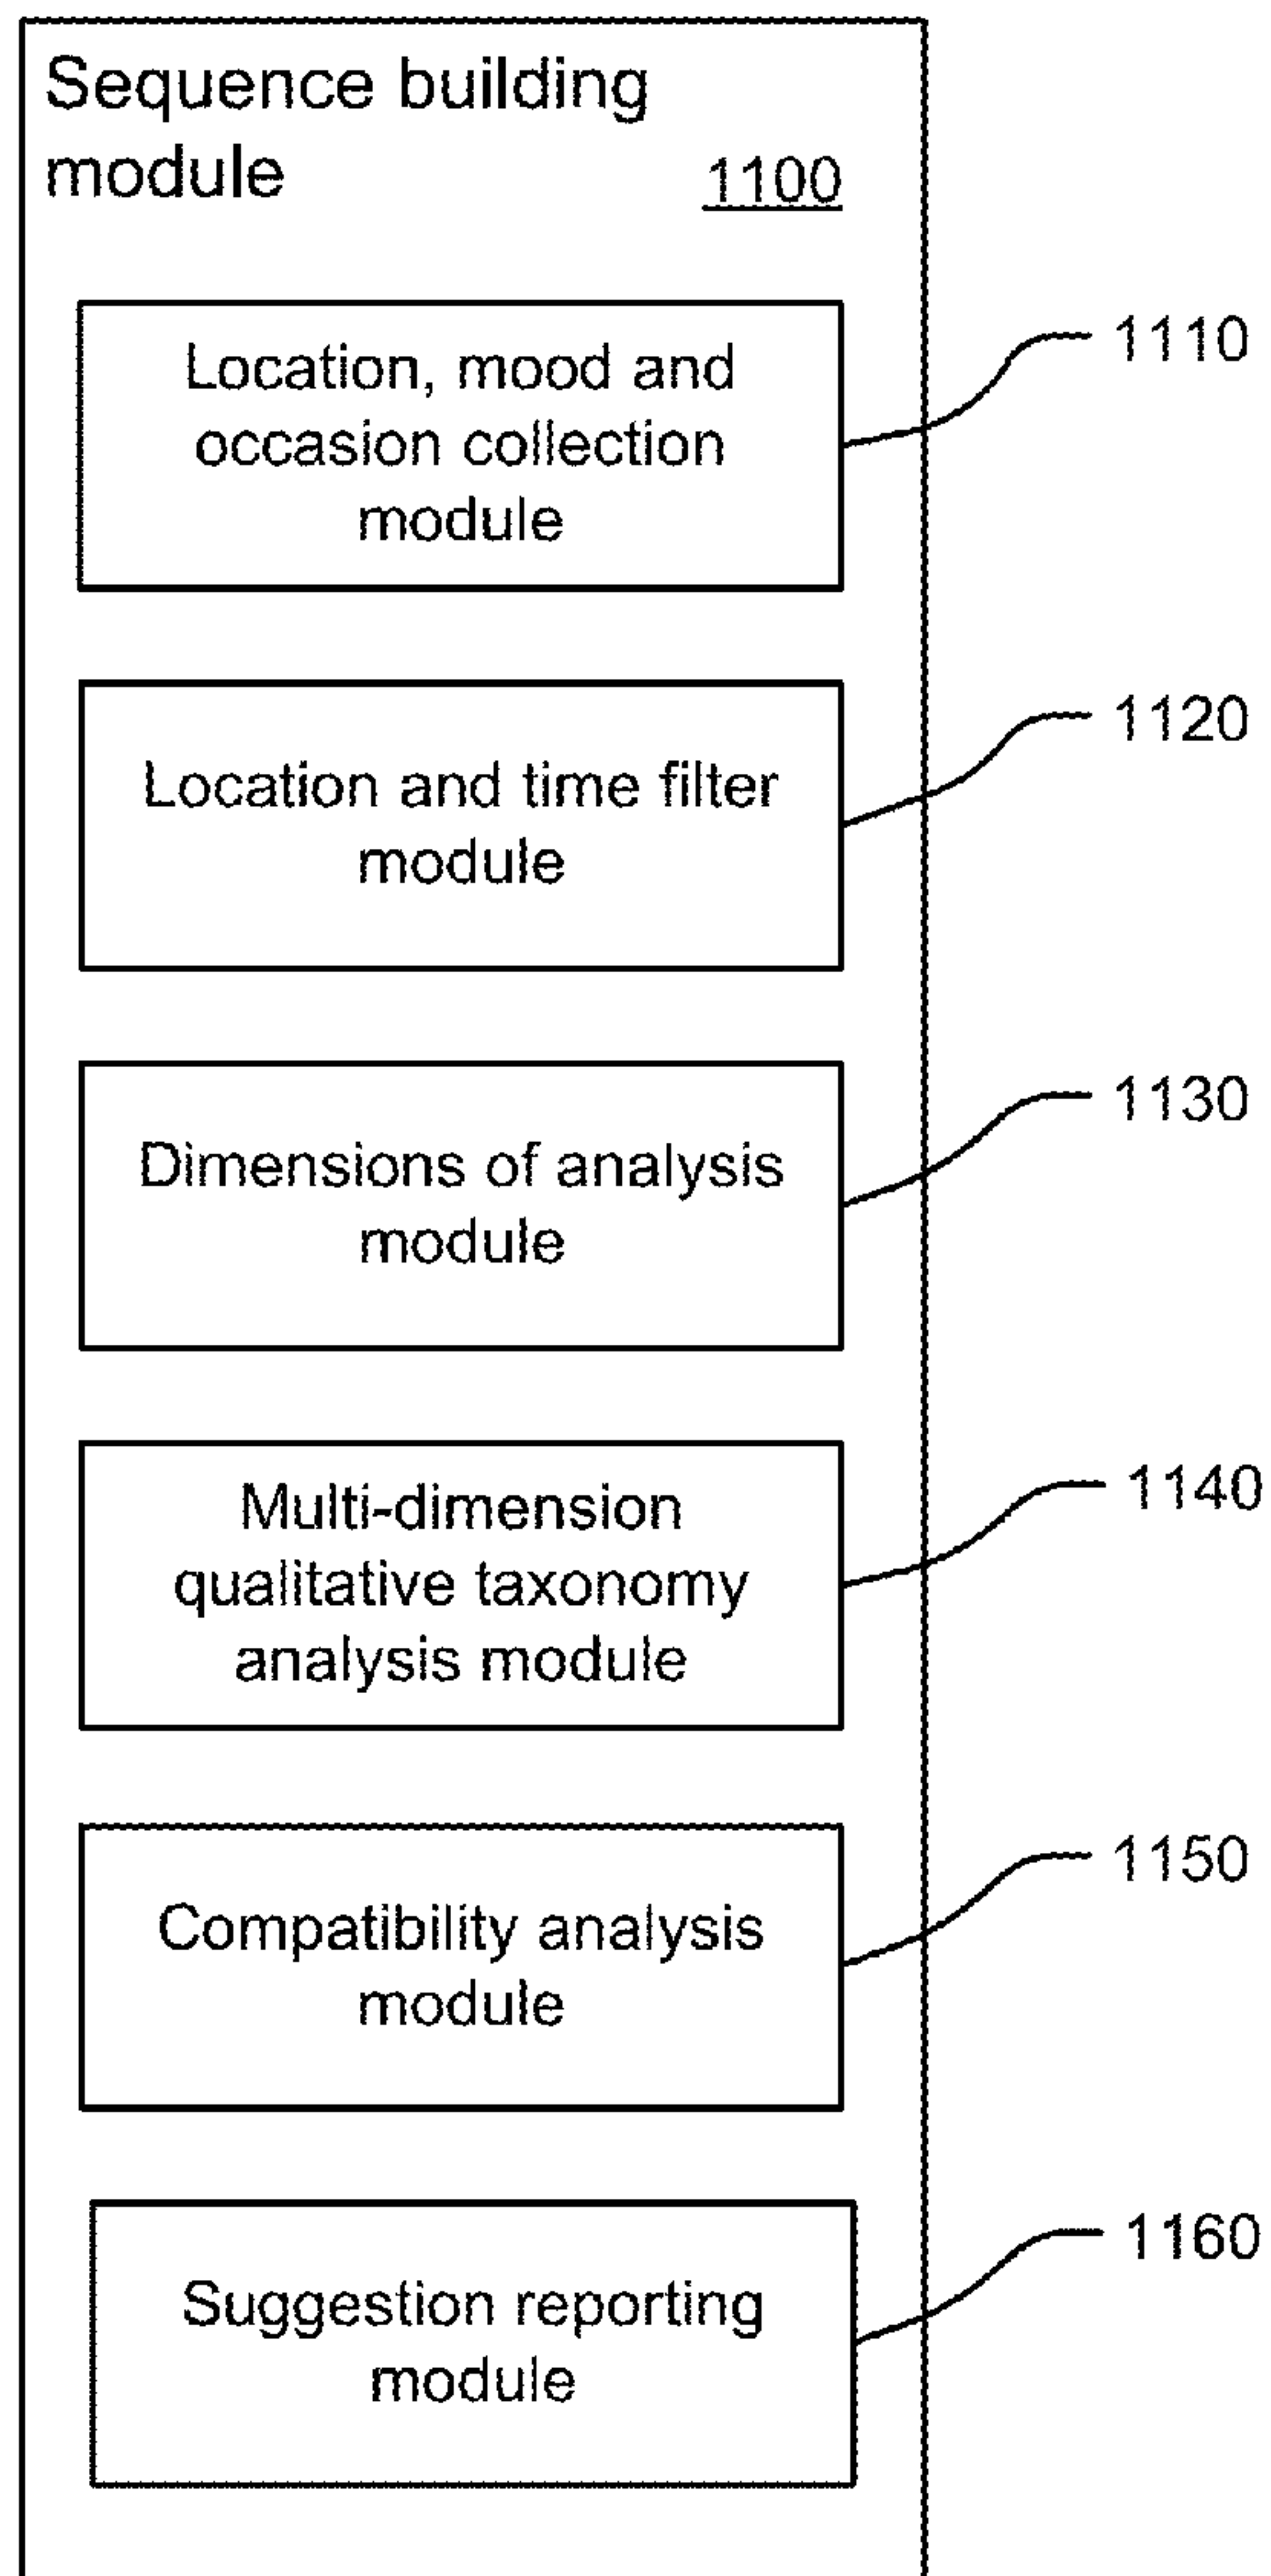 Sequence building
module
1100
Location, mood and
occasion collection
module
1110
Location and time filter
module
1120
Dimensions of analysis
module
1130
Multi-dimension
qualitative taxonomy
analysis module
1140
Compatibility analysis
module
1150
Suggestion reporting
module
1160